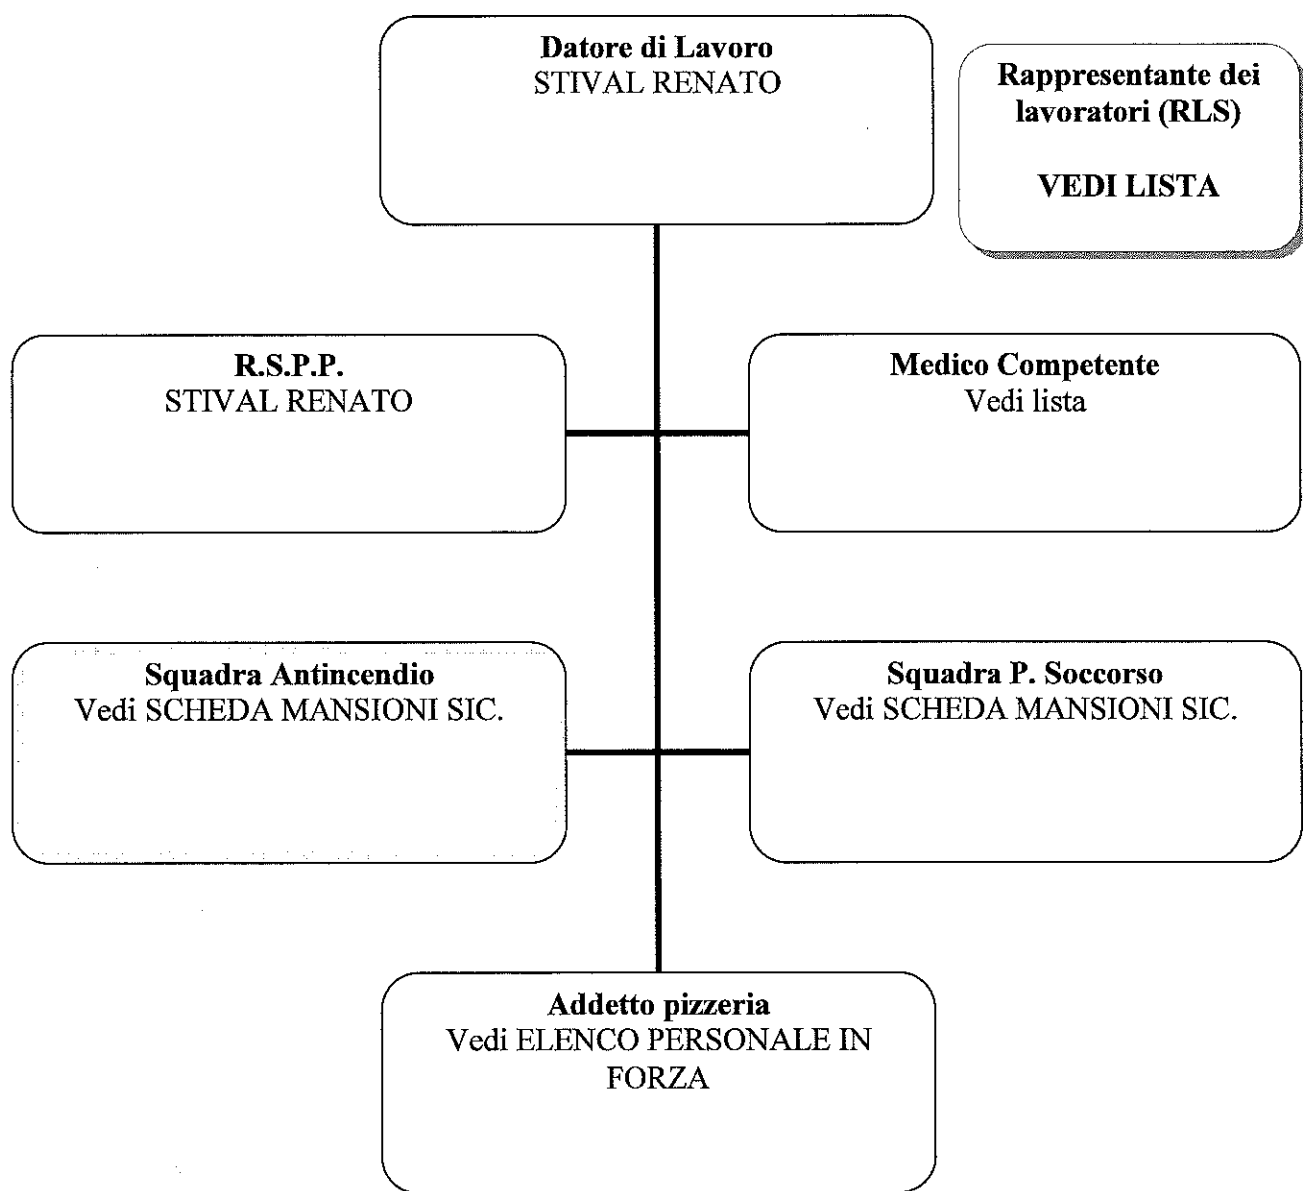 Datore di Lavoro
STIVAL RENATO
Rappresentante dei
lavoratori (RLS)
VEDI LISTA
R.S.P.P.
STIVAL RENATO
Medico Competente
Vedi lista
Squadra Antincendio
Vedi SCHEDA MANSIONI SIC.
Squadra P. Soccorso
Vedi SCHEDA MANSIONI SIC.
Addetto pizzeria
Vedi ELENCO PERSONALE IN
FORZA